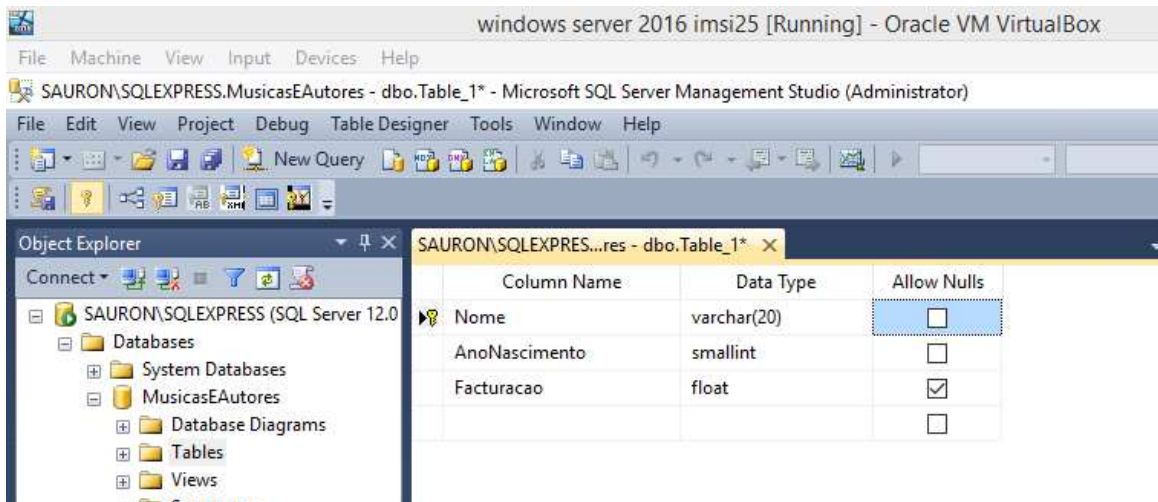 windows server 2016 imsi25 [Running] - Oracle VM VirtualBox
File Machine View Input Devices Help
SAURON\SQLEXPRESS.MusicasEAutores - dbo.Table_1* - Microsoft SQL Server Management Studio (Administrator)
File Edit View Project Debug Table Designer Tools Window Help
New Query
Object Explorer
SAURON\SQLEXPRES...res - dbo.Table_1*
Connect
Column Name Data Type Allow Nulls
SAURON\SQLEXPRESS (SQL Server 12.0
Nome varchar(20)
Databases
AnoNascimento smallint
System Databases
Facturacao float
MusicasEAutores
Database Diagrams
Tables
Views